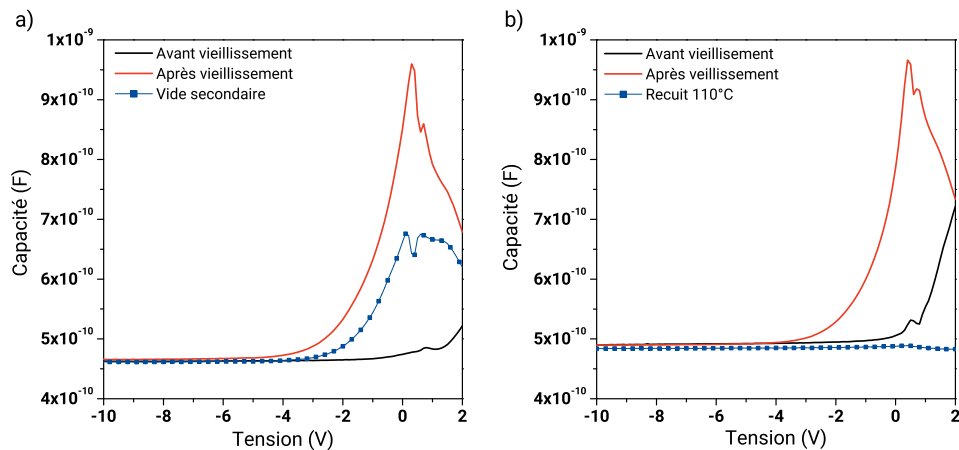 a)
1x10⁻⁹
9x10⁻¹⁰
8x10⁻¹⁰
7x10⁻¹⁰
6x10⁻¹⁰
5x10⁻¹⁰
4x10⁻¹⁰
Capacité (F)
Avant vieillissement
Après vieillissement
Vide secondaire
-10 -8 -6 -4 -2 0 2
Tension (V)
b)
1x10⁻⁹
9x10⁻¹⁰
8x10⁻¹⁰
7x10⁻¹⁰
6x10⁻¹⁰
5x10⁻¹⁰
4x10⁻¹⁰
Capacité (F)
Avant vieillisement
Après veillissement
Recuit 110°C
-10 -8 -6 -4 -2 0 2
Tension (V)